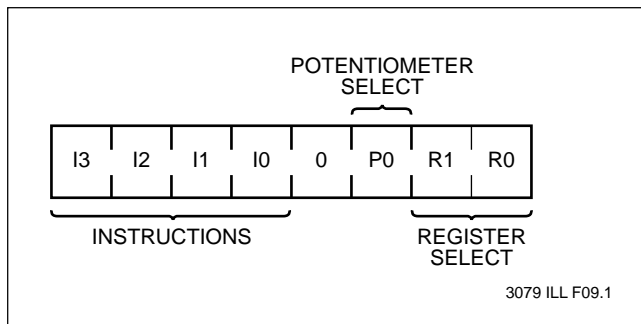 POTENTIOMETER
SELECT
I3 I2 I1 I0 0 P0 R1 R0
INSTRUCTIONS
REGISTER
SELECT
3079 ILL F09.1